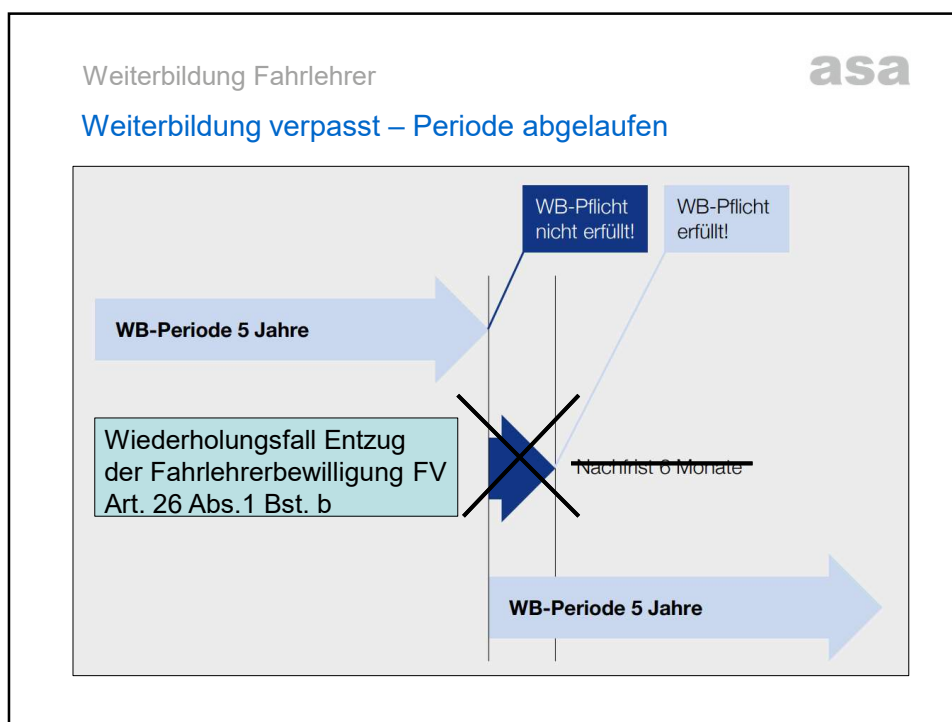 Weiterbildung Fahrlehrer
asa
Weiterbildung verpasst – Periode abgelaufen
WB-Pflicht
nicht erfüllt!
WB-Pflicht
erfüllt!
WB-Periode 5 Jahre
Wiederholungsfall Entzug
der Fahrlehrerbewilligung FV
Art. 26 Abs.1 Bst. b
Nachfrist 6 Monate
WB-Periode 5 Jahre